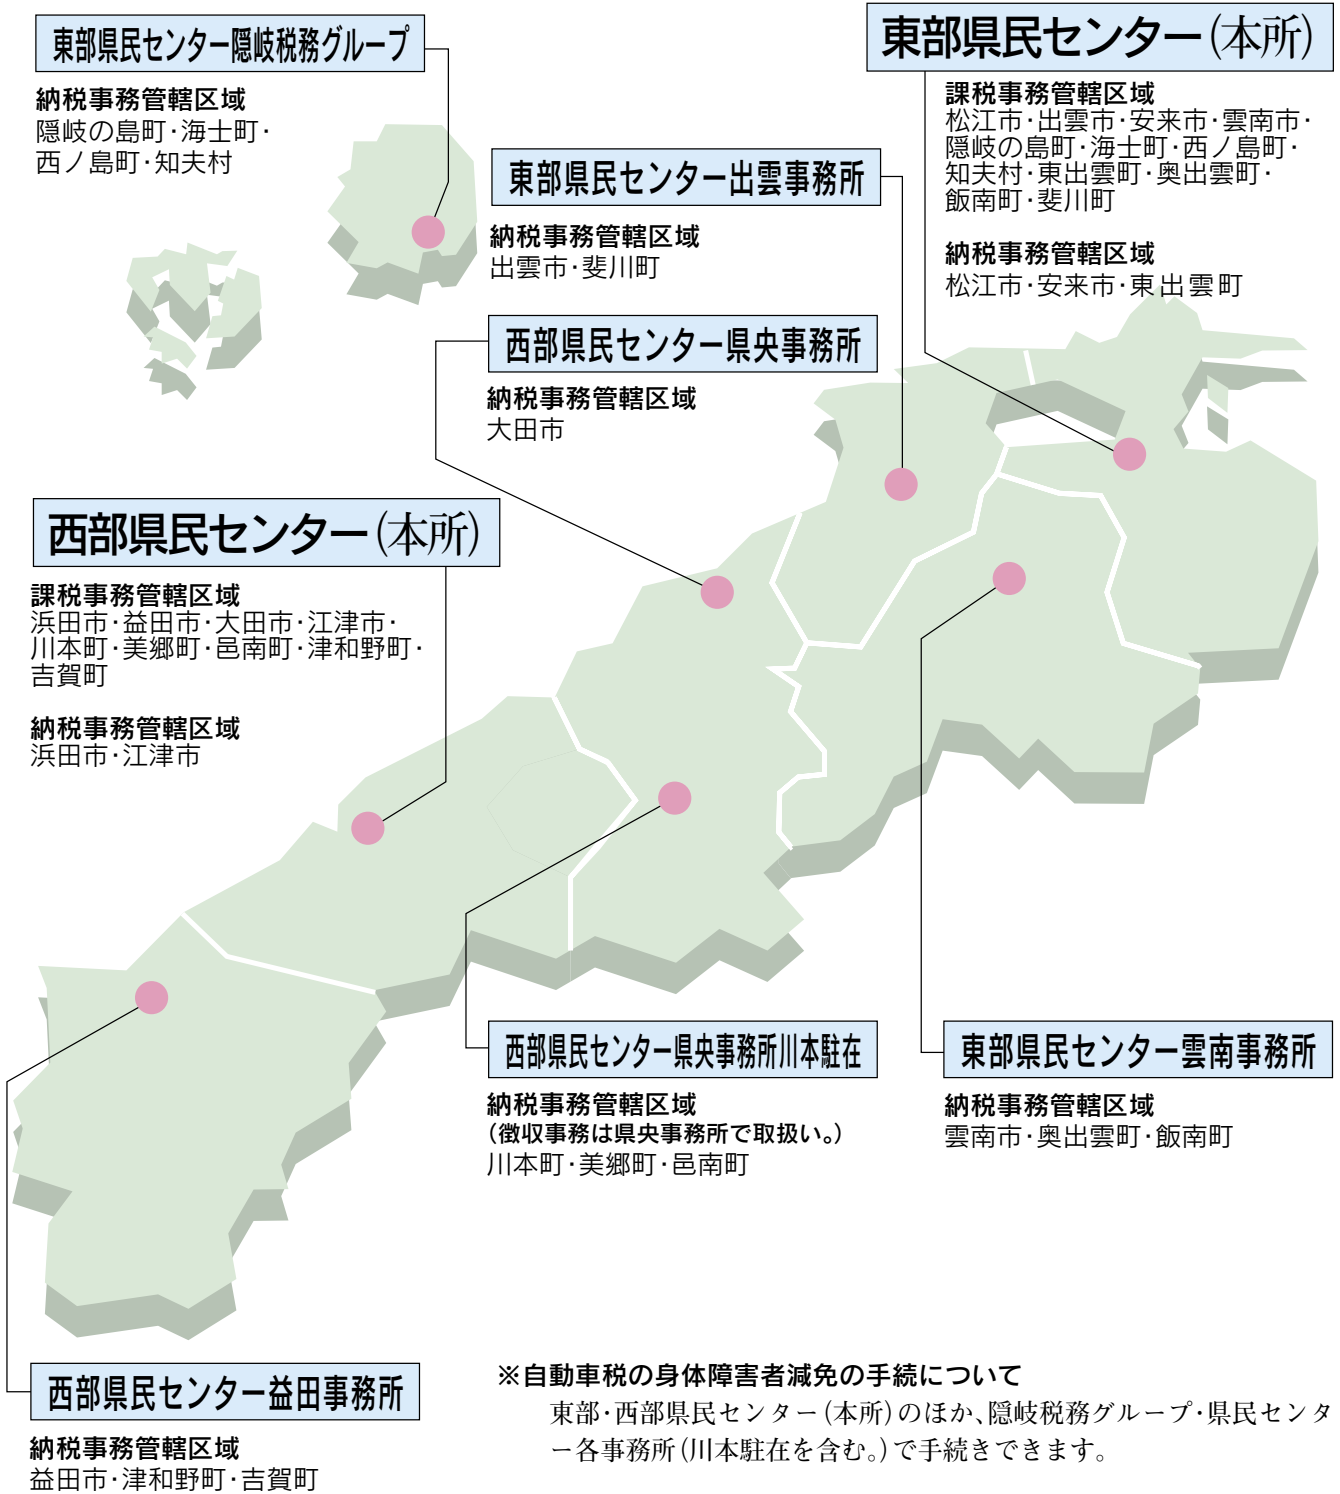 東部県民センター隠岐税務グループ
納税事務管轄区域
隠岐の島町・海士町・
西ノ島町・知夫村
東部県民センター(本所)
課税事務管轄区域
松江市・出雲市・安来市・雲南市・
隠岐の島町・海士町・西ノ島町・
知夫村・東出雲町・奥出雲町・
飯南町・斐川町
納税事務管轄区域
松江市・安来市・東出雲町
東部県民センター出雲事務所
納税事務管轄区域
出雲市・斐川町
西部県民センター県央事務所
納税事務管轄区域
大田市
西部県民センター(本所)
課税事務管轄区域
浜田市・益田市・大田市・江津市・
川本町・美郷町・邑南町・津和野町・
吉賀町
納税事務管轄区域
浜田市・江津市
西部県民センター県央事務所川本駐在
納税事務管轄区域
(徴収事務は県央事務所で取扱い。)
川本町・美郷町・邑南町
東部県民センター雲南事務所
納税事務管轄区域
雲南市・奥出雲町・飯南町
西部県民センター益田事務所
納税事務管轄区域
益田市・津和野町・吉賀町
※自動車税の身体障害者減免の手続について
東部・西部県民センター(本所)のほか、隠岐税務グループ・県民センタ
ー各事務所(川本駐在を含む。)で手続きできます。